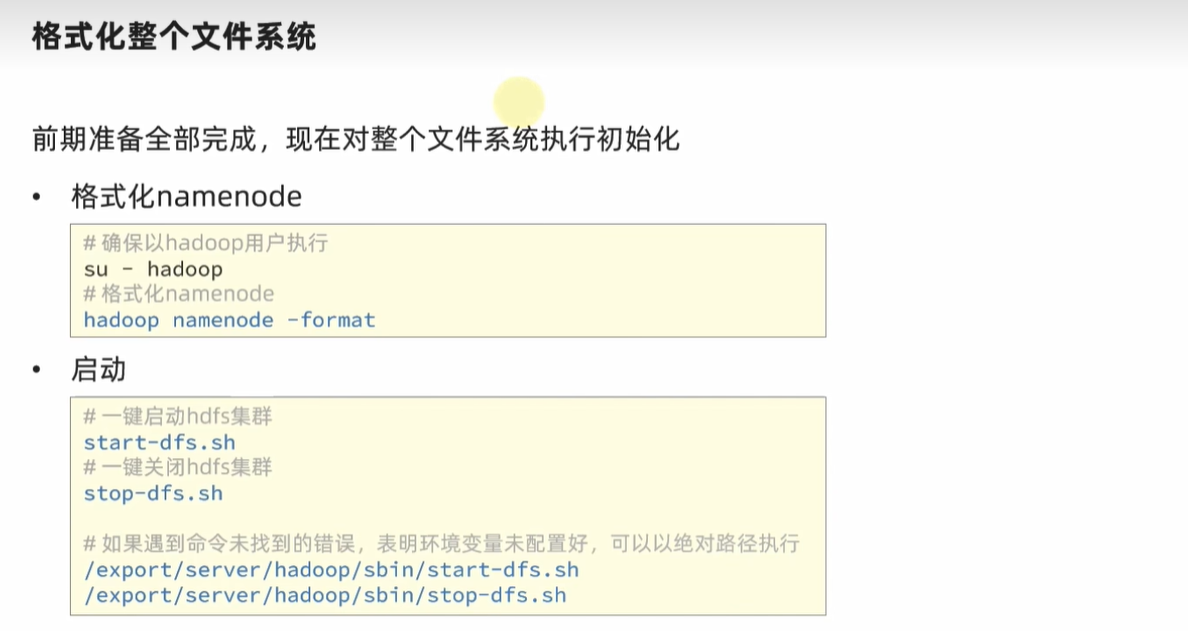 格式化整个文件系统
前期准备全部完成，现在对整个文件系统执行初始化
• 格式化namenode
# 确保以hadoop用户执行
su - hadoop
# 格式化namenode
hadoop namenode -format
• 启动
# 一键启动hdfs集群
start-dfs.sh
# 一键关闭hdfs集群
stop-dfs.sh
# 如果遇到命令未找到的错误，表明环境变量未配置好，可以以绝对路径执行
/export/server/hadoop/sbin/start-dfs.sh
/export/server/hadoop/sbin/stop-dfs.sh